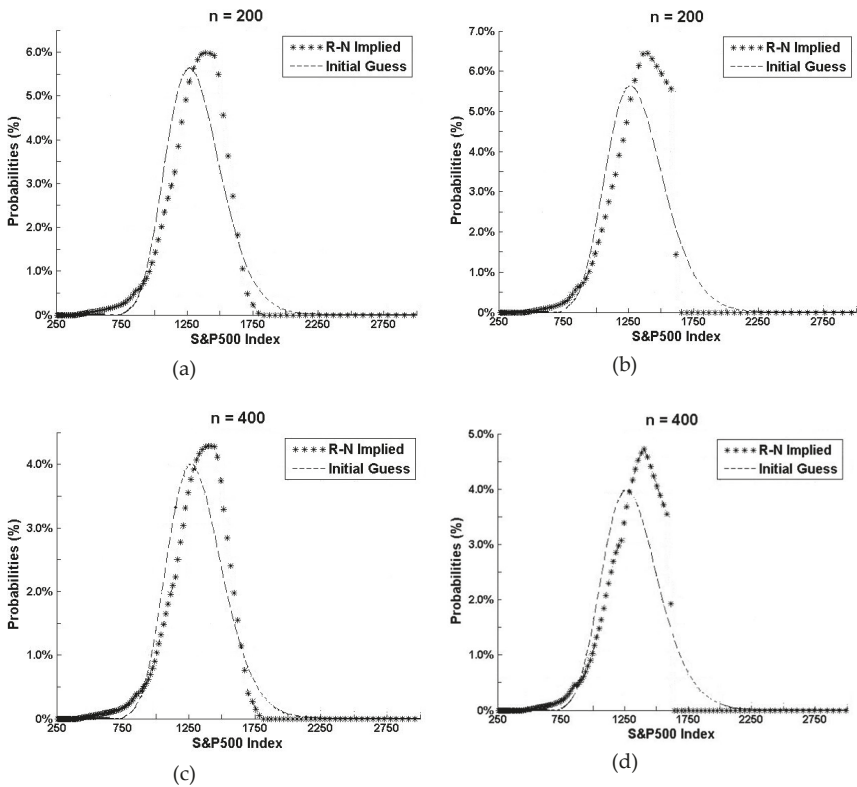 n = 200
R-N Implied
Initial Guess
Probabilities (%)
6.0%
5.0%
4.0%
3.0%
2.0%
1.0%
0%
250 750 1250 1750 2250 2750
S&P500 Index
(a)
n = 200
R-N Implied
Initial Guess
Probabilities (%)
7.0%
6.0%
5.0%
4.0%
3.0%
2.0%
1.0%
0%
250 750 1250 1750 2250 2750
S&P500 Index
(b)
n = 400
R-N Implied
Initial Guess
Probabilities (%)
4.0%
3.0%
2.0%
1.0%
0%
250 750 1250 1750 2250 2750
S&P500 Index
(c)
n = 400
R-N Implied
Initial Guess
Probabilities (%)
5.0%
4.0%
3.0%
2.0%
1.0%
0%
250 750 1250 1750 2250 2750
S&P500 Index
(d)